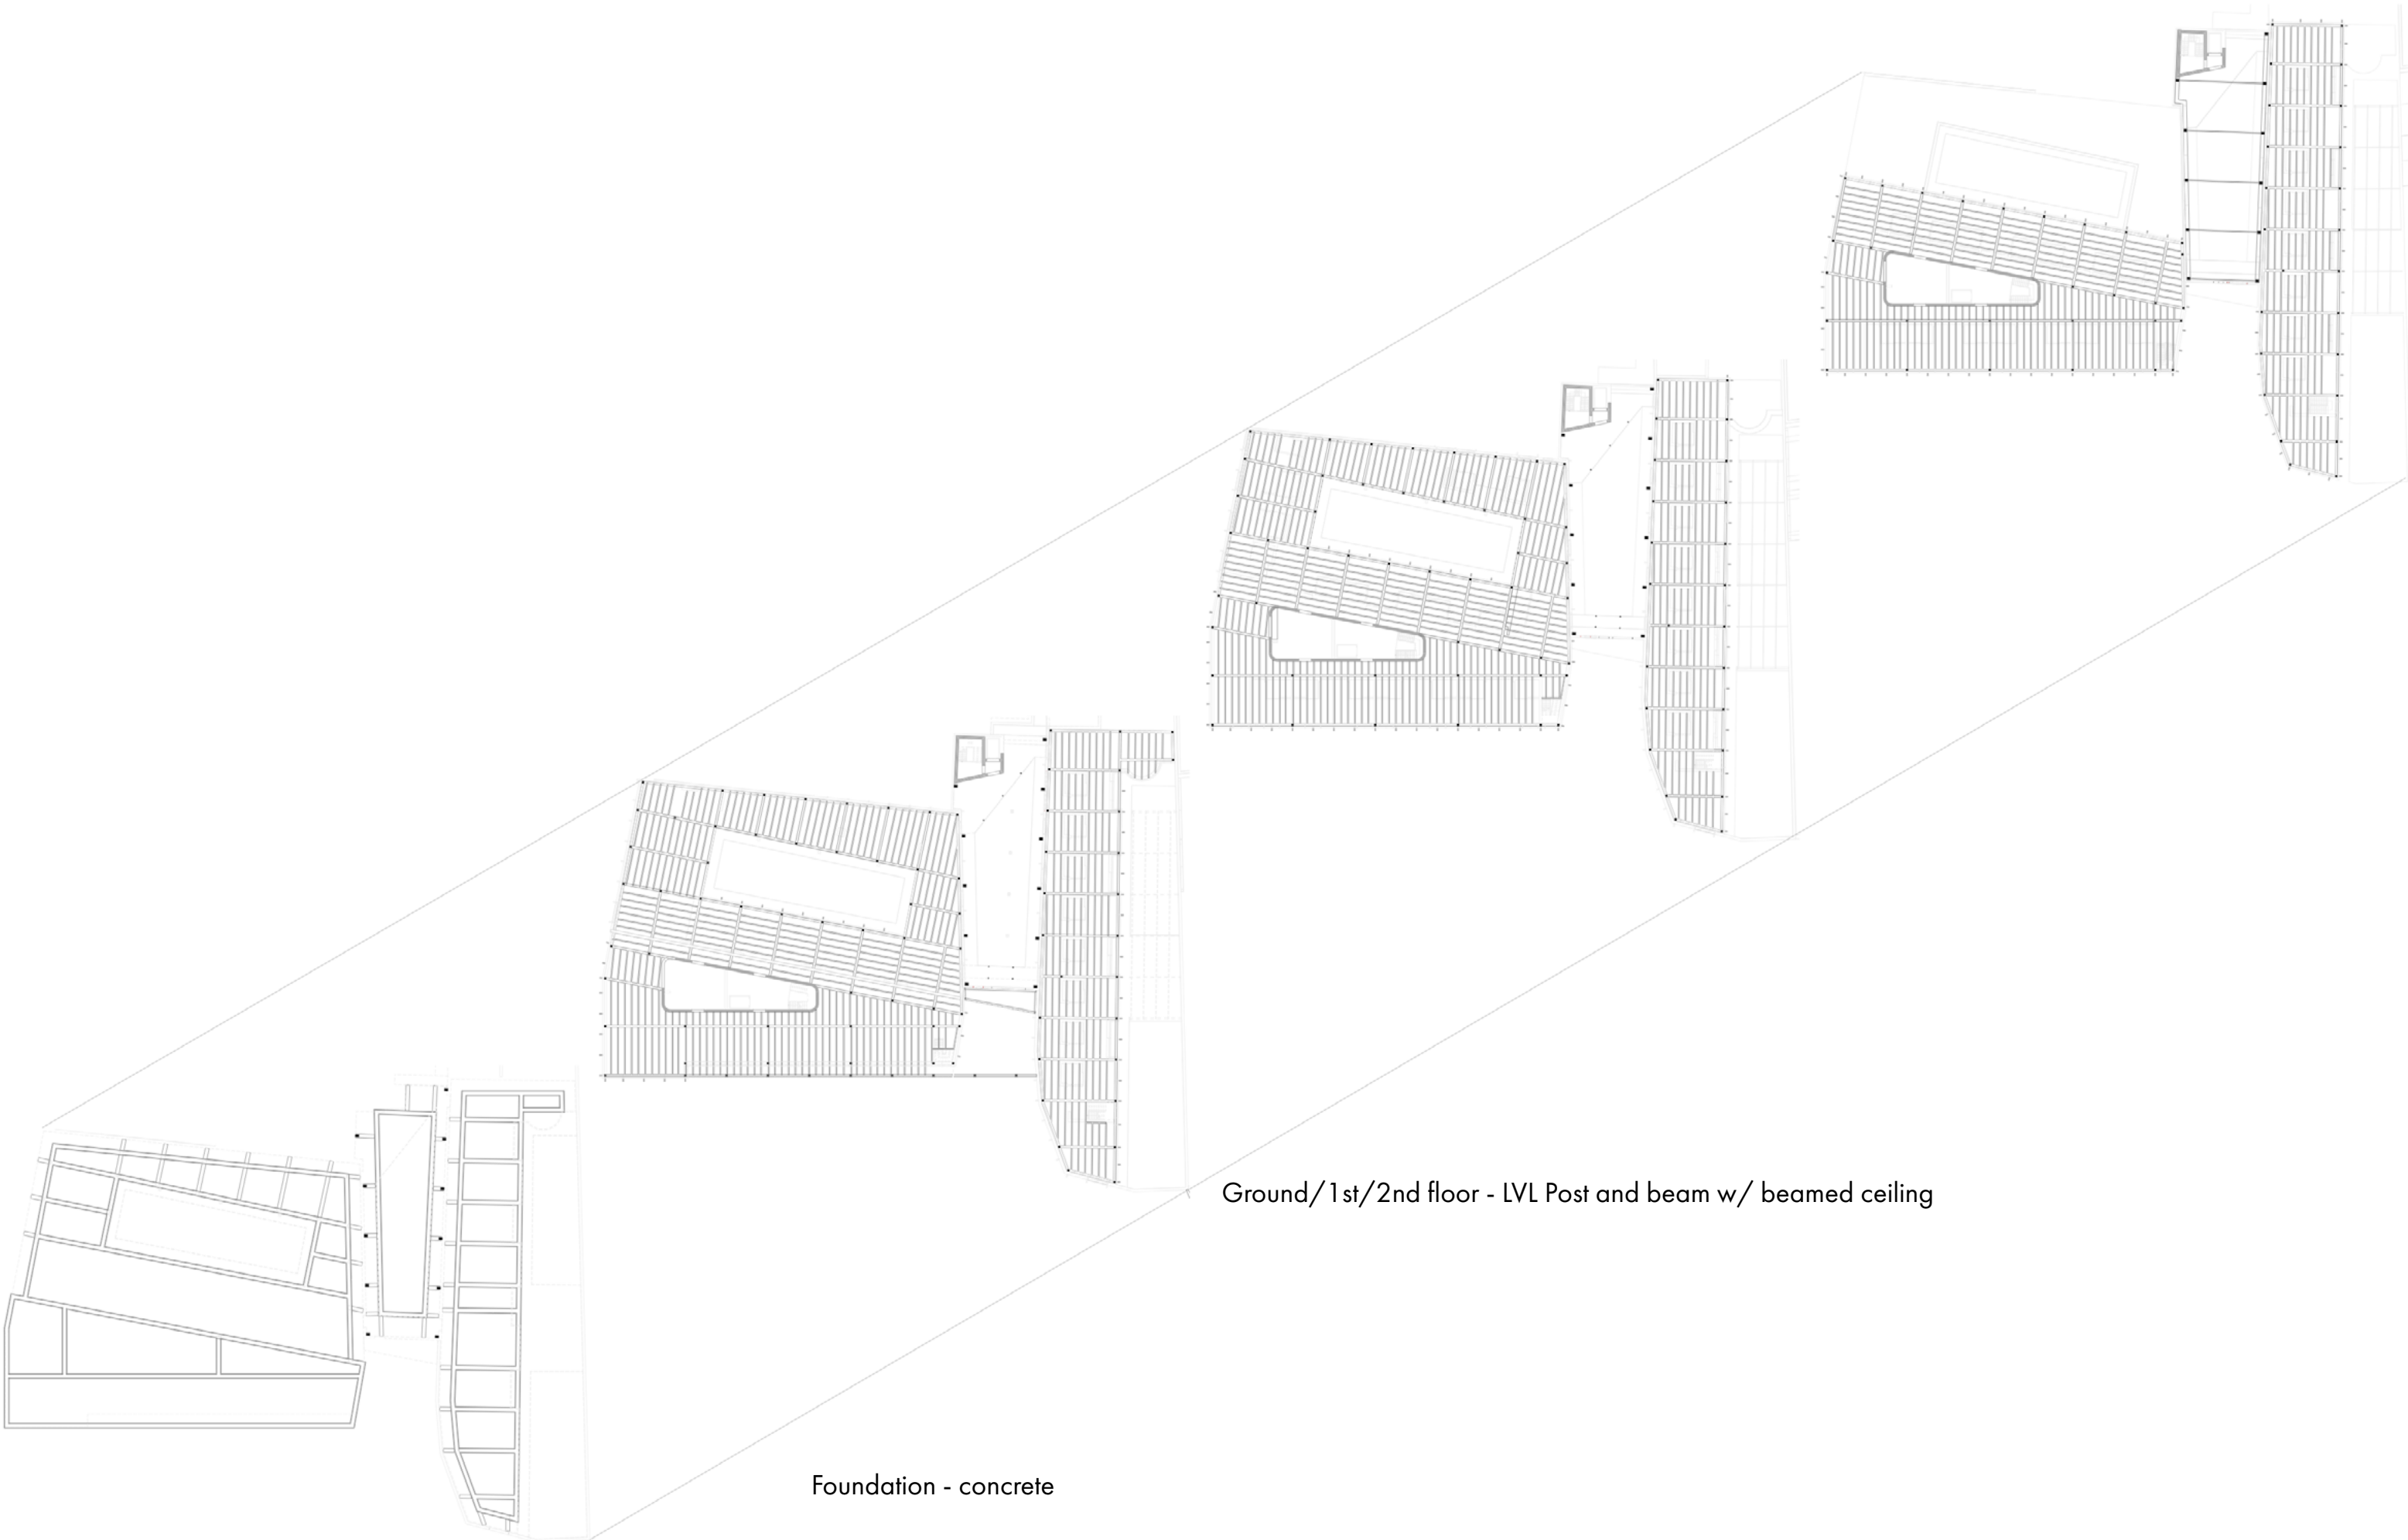 Ground/1st/2nd floor - LVL Post and beam w/ beamed ceiling
Foundation - concrete